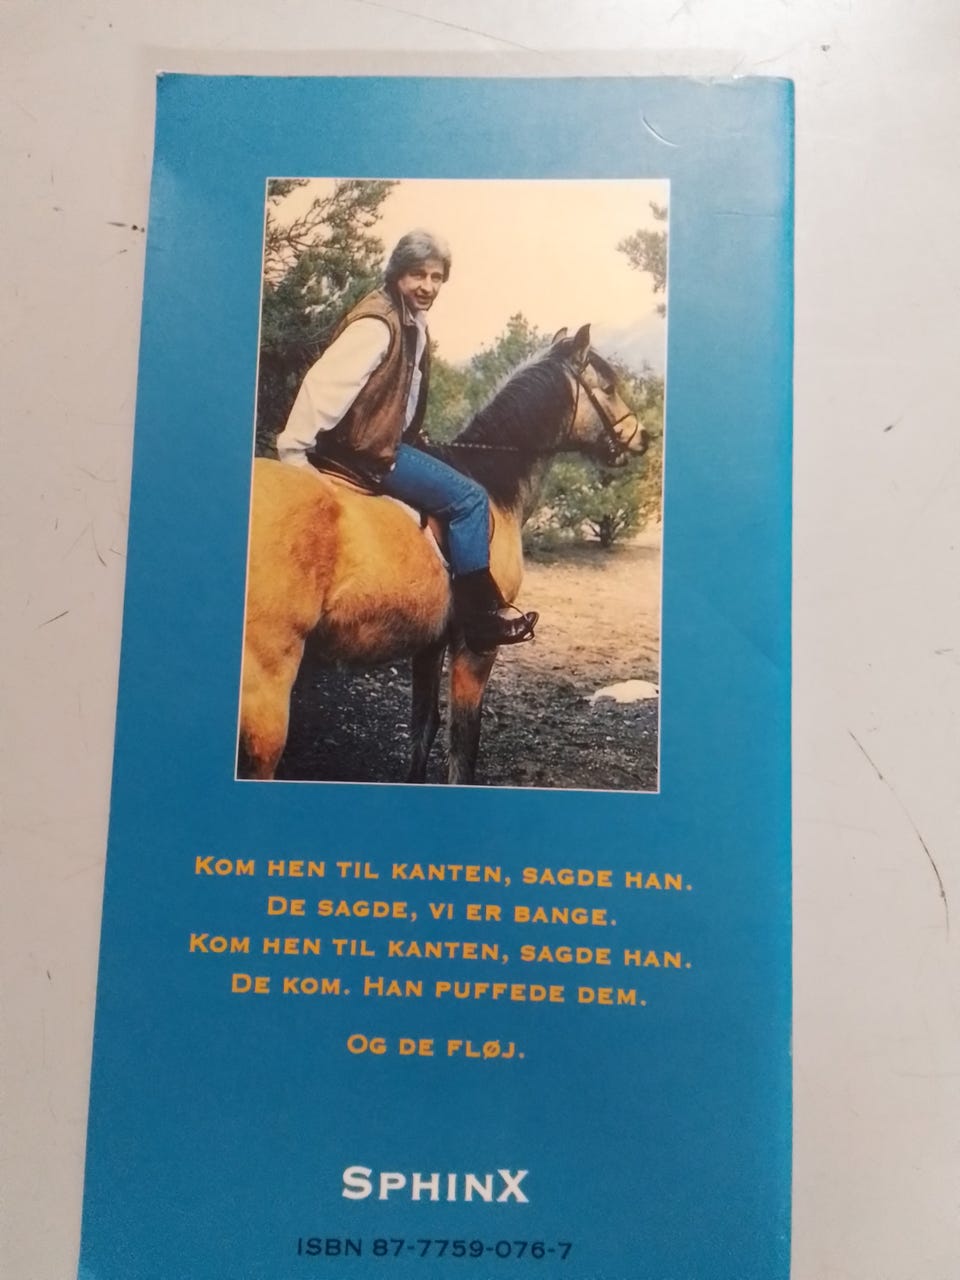 Kom hen til kanten, sagde han.
De sagde, vi er bange.
Kom hen til kanten, sagde han.
De kom. Han puffede dem.
Og de fløj.
SphinX
ISBN 87-7759-076-7